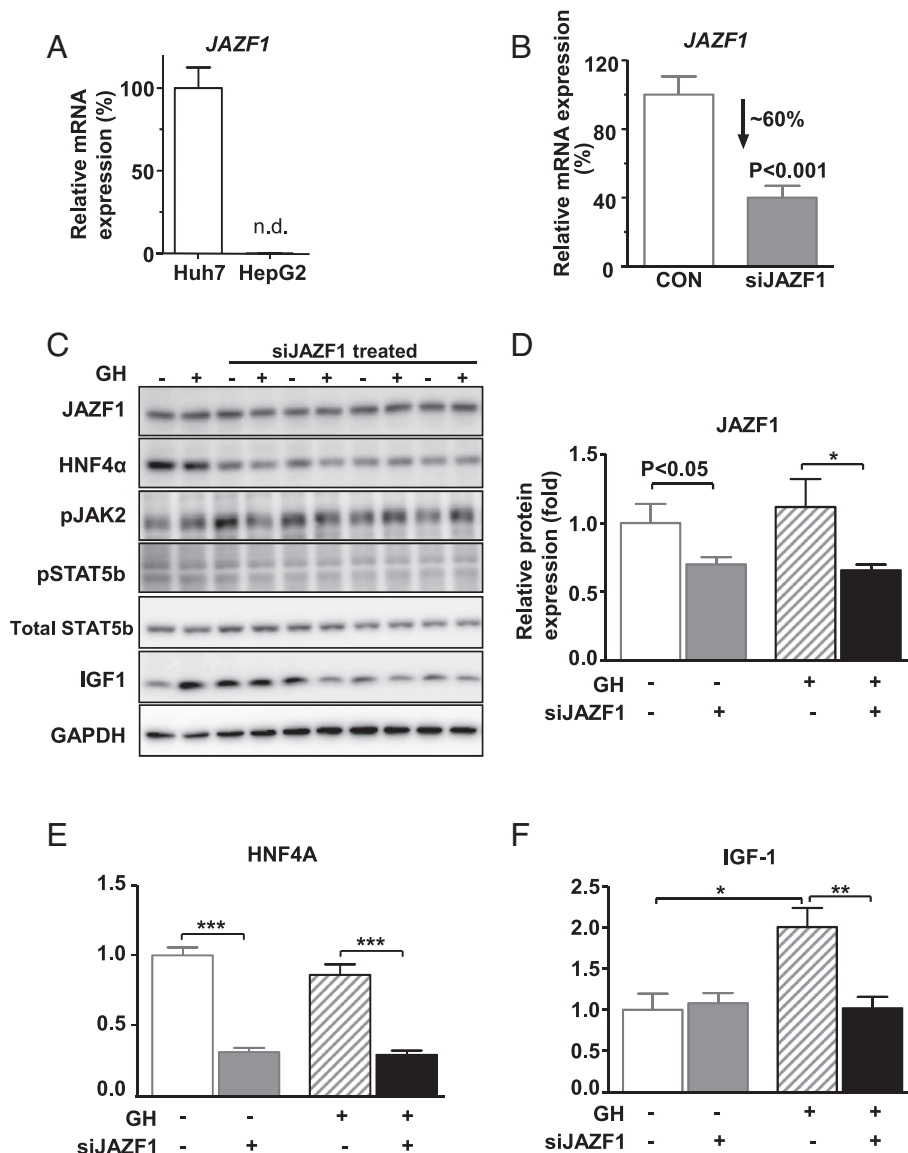 A
JAZF1
Relative mRNA
expression (%)
100
50
0
n.d.
Huh7 HepG2
B
JAZF1
Relative mRNA expression
(%)
120
80
40
0
~60%
P<0.001
CON siJAZF1
C
siJAZF1 treated
GH - + - + - + - + - +
JAZF1
HNF4α
pJAK2
pSTAT5b
Total STAT5b
IGF1
GAPDH
D
JAZF1
Relative protein
expression (fold)
1.5
1.0
0.5
0.0
P<0.05
*
GH - - + +
siJAZF1 - + - +
E
HNF4A
1.5
1.0
0.5
0.0
***
***
GH - - + +
siJAZF1 - + - +
F
IGF-1
2.5
2.0
1.5
1.0
0.5
0.0
*
**
GH - - + +
siJAZF1 - + - +